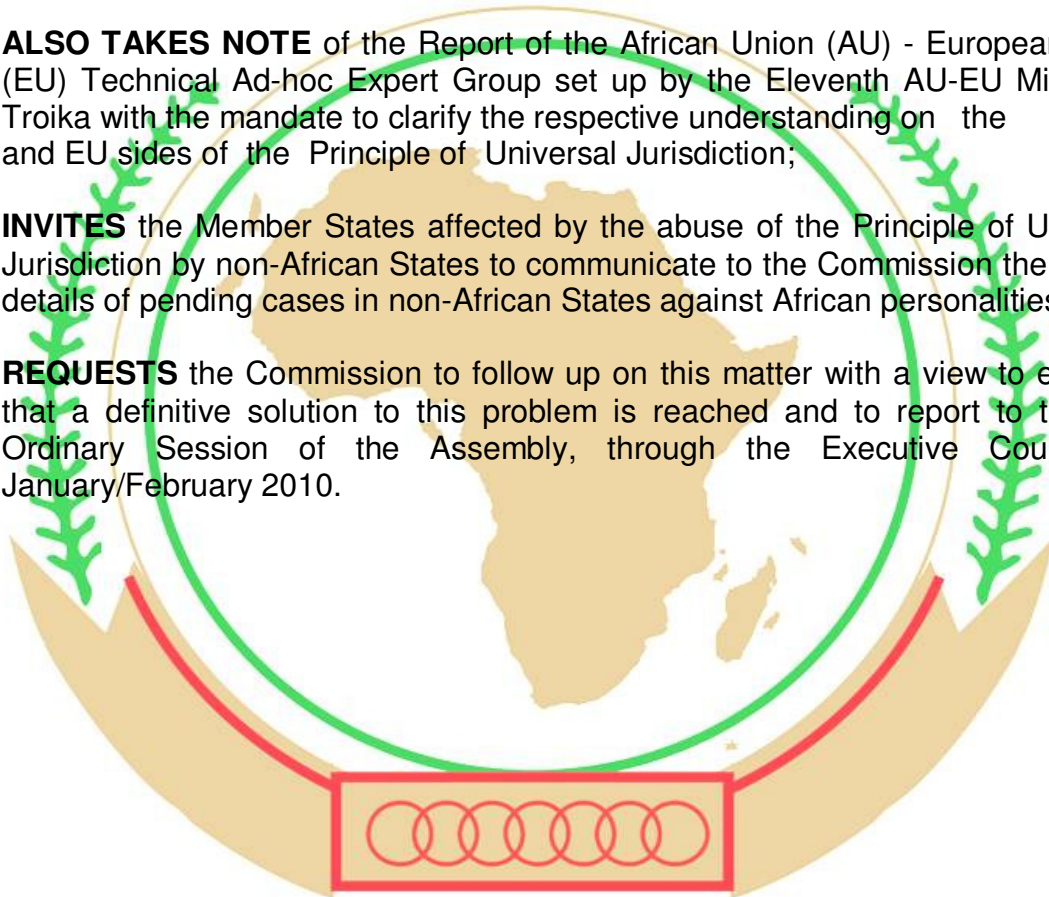 ALSO TAKES NOTE of the Report of the African Union (AU) - European
(EU) Technical Ad-hoc Expert Group set up by the Eleventh AU-EU Mi
Troika with the mandate to clarify the respective understanding on the
and EU sides of the Principle of Universal Jurisdiction;
INVITES the Member States affected by the abuse of the Principle of U
Jurisdiction by non-African States to communicate to the Commission the
details of pending cases in non-African States against African personalities
REQUESTS the Commission to follow up on this matter with a view to e
that a definitive solution to this problem is reached and to report to t
Ordinary Session of the Assembly, through the Executive Cou
January/February 2010.